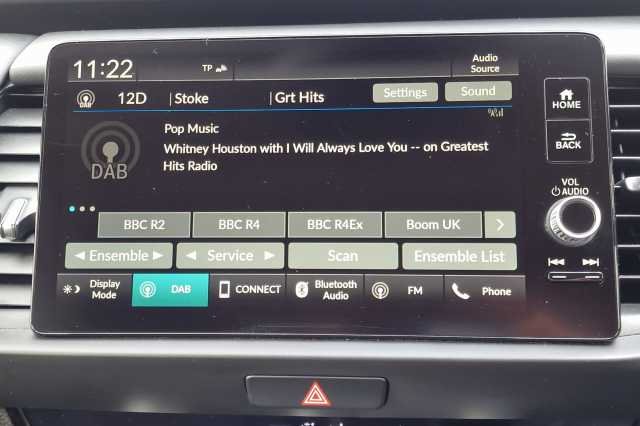 11:22 TP Audio
Source
DAB 12D | Stoke | Grt Hits Settings Sound
Pop Music
Whitney Houston with I Will Always Love You -- on Greatest
Hits Radio
DAB
BBC R2 BBC R4 BBC R4Ex Boom UK >
◄ Ensemble ► ◄ Service ► Scan Ensemble List
Display
Mode DAB CONNECT Bluetooth
Audio FM Phone
HOME
BACK
VOL
AUDIO